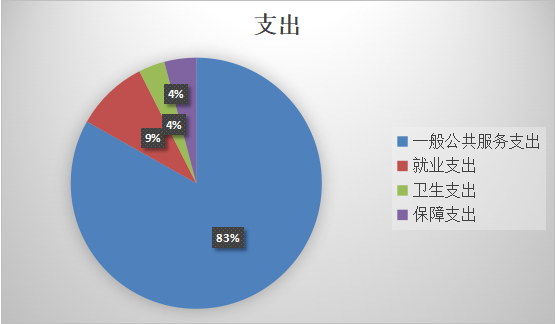 支出
4%
4%
9%
83%
一般公共服务支出
就业支出
卫生支出
保障支出